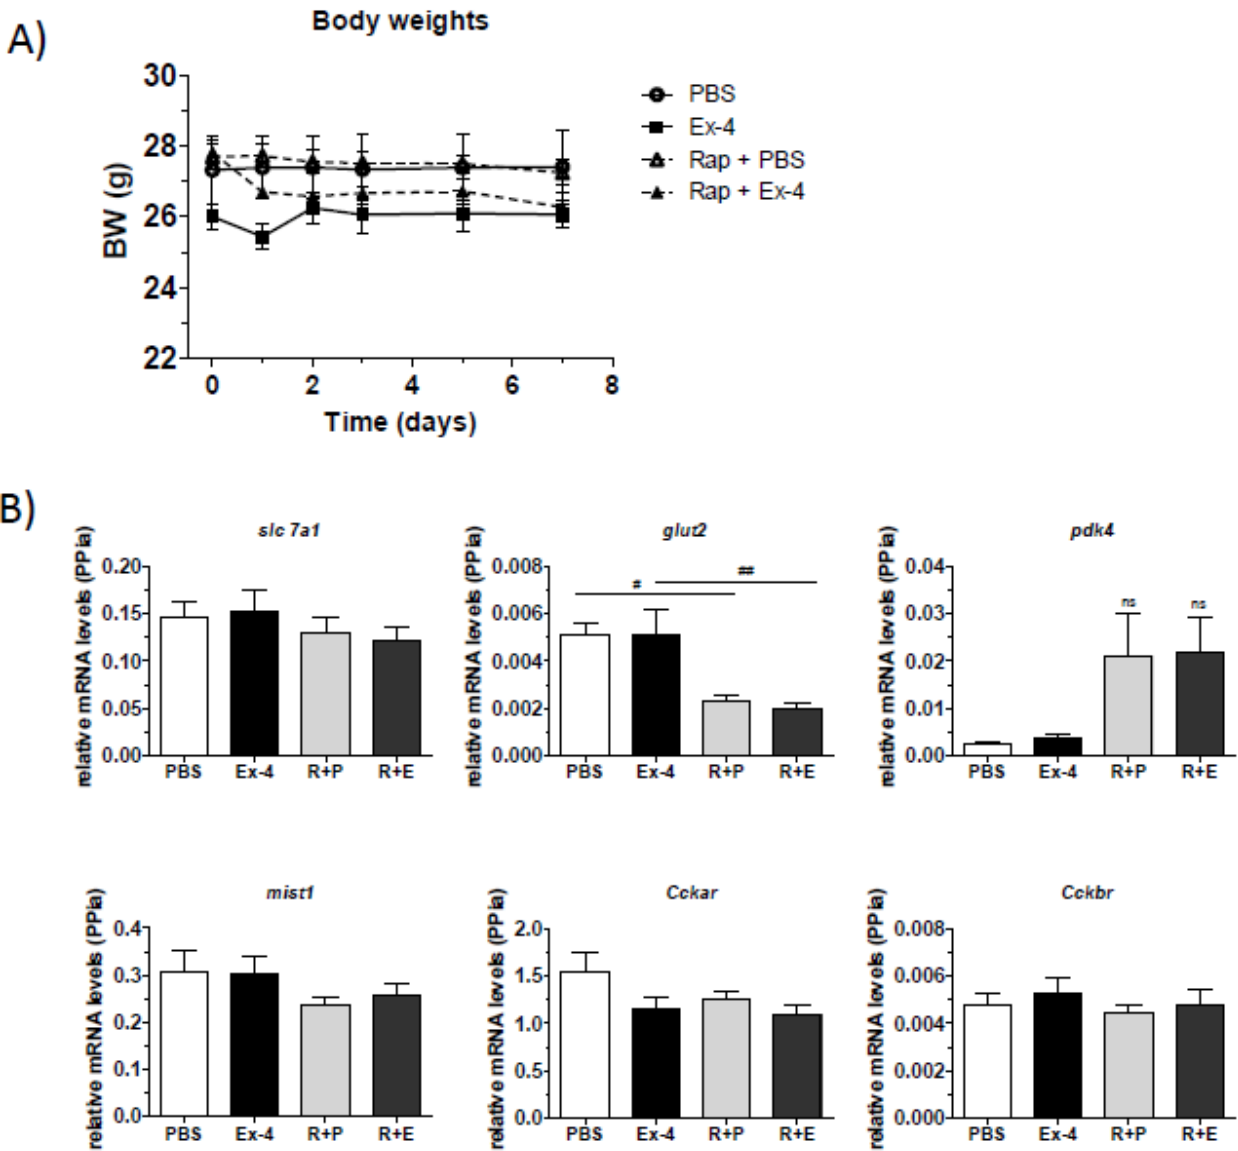 A)
Body weights
30
28
26
24
22
BW (g)
0 2 4 6 8
Time (days)
PBS
Ex-4
Rap + PBS
Rap + Ex-4
B)
slc 7a1
relative mRNA levels (PPia)
0.20
0.15
0.10
0.05
0.00
PBS Ex-4 R+P R+E
glut2
relative mRNA levels (PPia)
0.008
0.006
0.004
0.002
0.000
#
##
PBS Ex-4 R+P R+E
pdk4
relative mRNA levels (PPia)
0.04
0.03
0.02
0.01
0.00
ns ns
PBS Ex-4 R+P R+E
mist1
relative mRNA levels (PPia)
0.4
0.3
0.2
0.1
0.0
PBS Ex-4 R+P R+E
Cckar
relative mRNA levels (PPia)
2.0
1.5
1.0
0.5
0.0
PBS Ex-4 R+P R+E
Cckbr
relative mRNA levels (PPia)
0.008
0.006
0.004
0.002
0.000
PBS Ex-4 R+P R+E